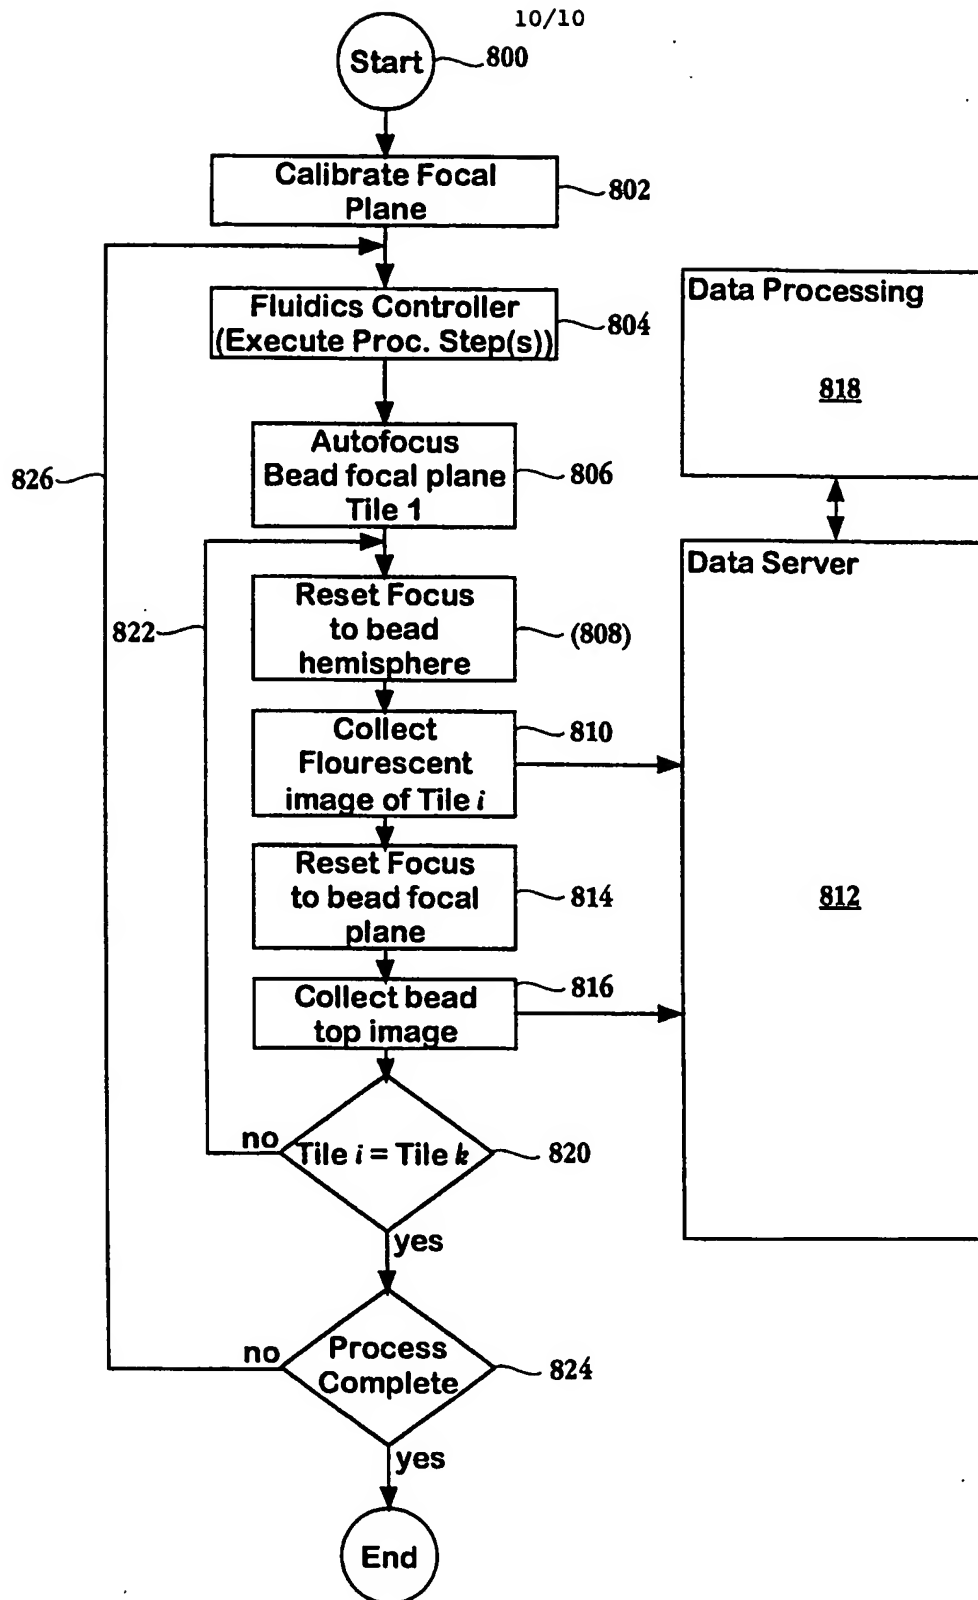 10/10
Start
800
Calibrate Focal
Plane
802
Fluidics Controller
(Execute Proc. Step(s))
804
Autofocus
Bead focal plane
Tile 1
806
826
Reset Focus
to bead
hemisphere
(808)
822
Collect
Flourescent
image of Tile i
810
Reset Focus
to bead focal
plane
814
Collect bead
top image
816
no
Tile i = Tile k
820
yes
no
Process
Complete
824
yes
End
Data Processing
818
Data Server
812